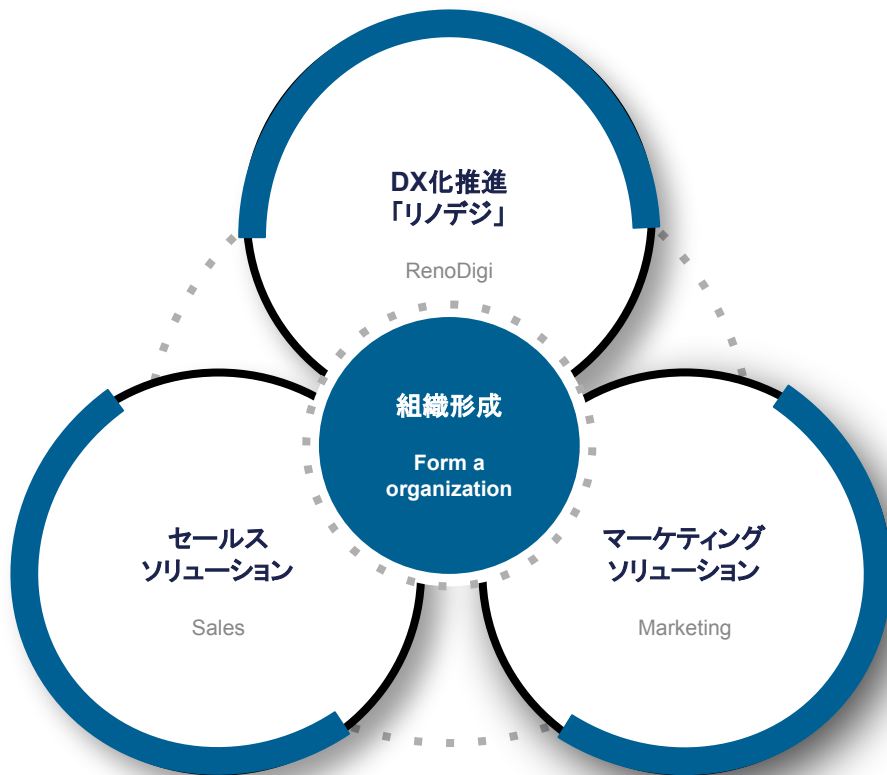 DX化推進
「リノデジ」
RenoDigi
組織形成
Form a
organization
セールス
ソリューション
Sales
マーケティング
ソリューション
Marketing